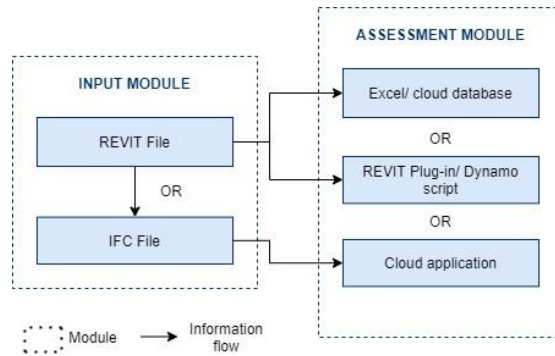 INPUT MODULE
REVIT File
OR
IFC File
ASSESSMENT MODULE
Excel/ cloud database
OR
REVIT Plug-in/ Dynamo
script
OR
Cloud application
Module
Information
flow